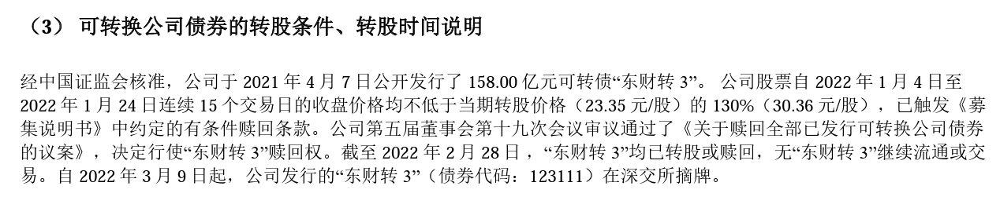 （3） 可转换公司债券的转股条件、转股时间说明
经中国证监会核准，公司于 2021 年 4 月 7 日公开发行了 158.00 亿元可转债“东财转 3”。 公司股票自 2022 年 1 月 4 日至
2022 年 1 月 24 日连续 15 个交易日的收盘价格均不低于当期转股价格（23.35 元/股）的 130%（30.36 元/股），已触发《募
集说明书》中约定的有条件赎回条款。公司第五届董事会第十九次会议审议通过了《关于赎回全部已发行可转换公司债券
的议案》，决定行使“东财转 3”赎回权。截至 2022 年 2 月 28 日 ，“东财转 3”均已转股或赎回，无“东财转 3”继续流通或交
易。自 2022 年 3 月 9 日起，公司发行的“东财转 3”（债券代码：123111）在深交所摘牌。